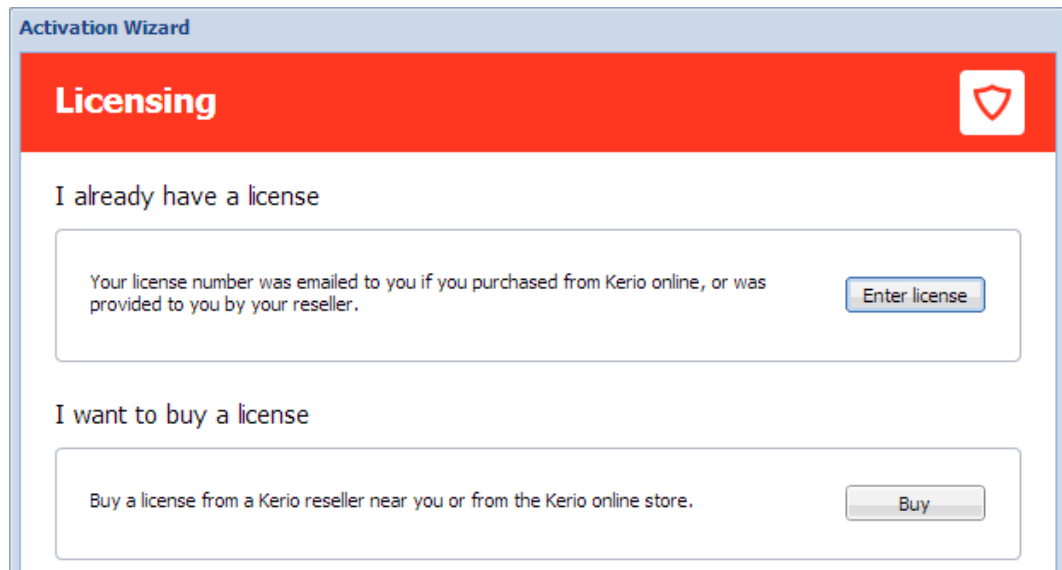 Activation Wizard
Licensing
I already have a license
Your license number was emailed to you if you purchased from Kerio online, or was
provided to you by your reseller.
Enter license
I want to buy a license
Buy a license from a Kerio reseller near you or from the Kerio online store.
Buy